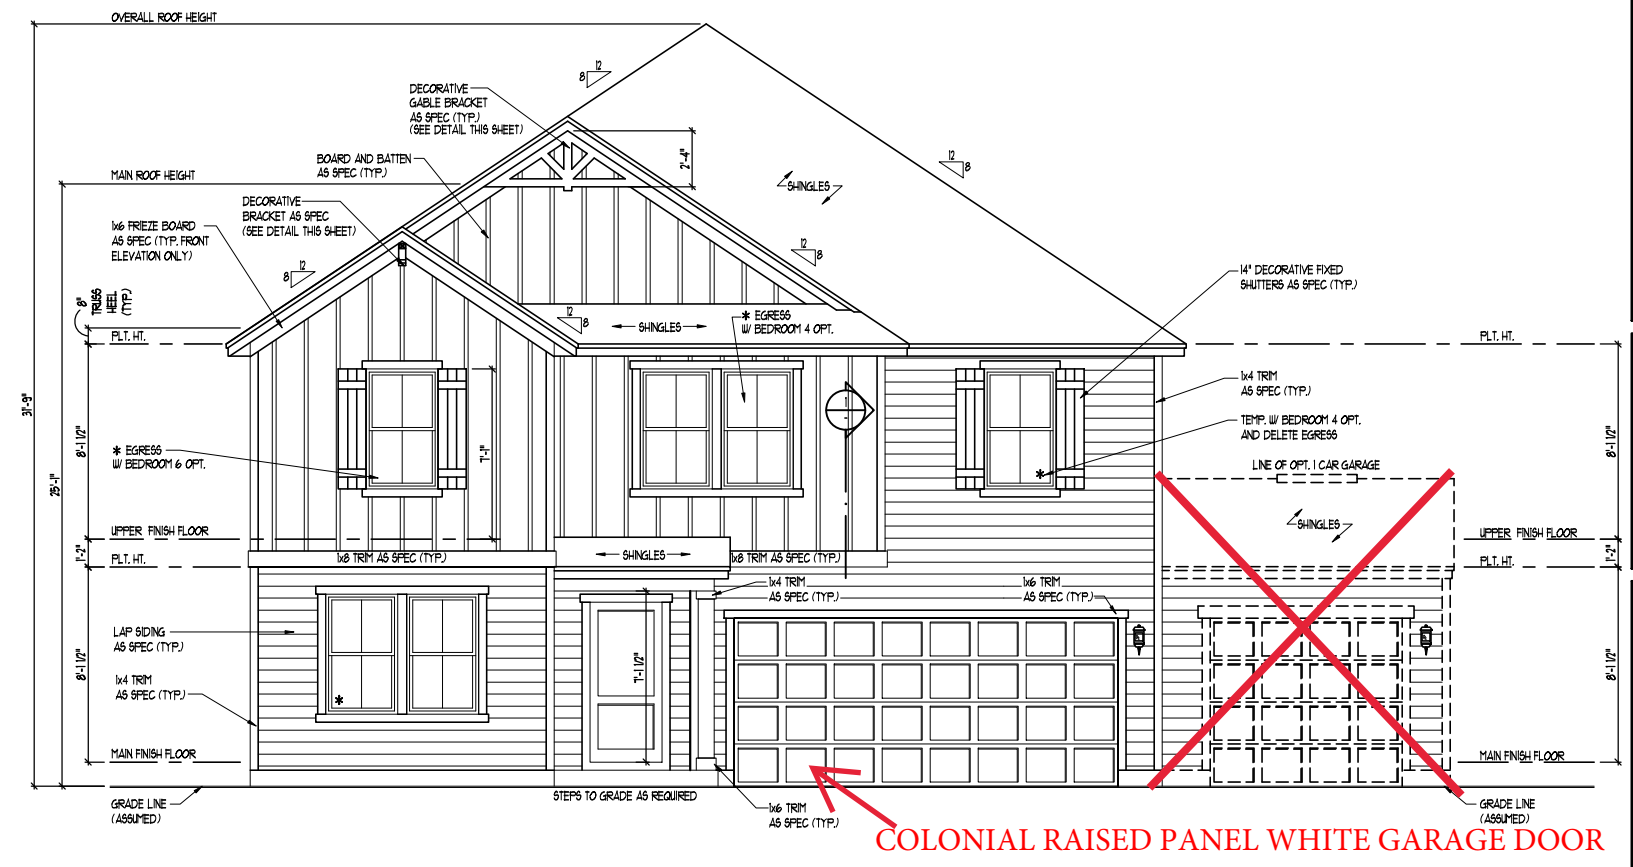 OVERALL ROOF HEIGHT
12
8
DECORATIVE
GABLE BRACKET
AS SPEC (TYP.)
(SEE DETAIL THIS SHEET)
BOARD AND BATTEN
AS SPEC (TYP.)
2'-4"
12
8
MAIN ROOF HEIGHT
SHINGLES
DECORATIVE
BRACKET AS SPEC
(SEE DETAIL THIS SHEET)
1x6 FRIEZE BOARD
AS SPEC (TYP. FRONT
ELEVATION ONLY)
12
8
12
8
14" DECORATIVE FIXED
SHUTTERS AS SPEC (TYP.)
8"
TRUSS
HEEL
(TYP.)
12
8
SHINGLES
* EGRESS
W/ BEDROOM 4 OPT.
PLT. HT.
PLT. HT.
31'-9"
25'-1"
8'-1 1/2"
7'-1"
1x4 TRIM
AS SPEC (TYP.)
TEMP. W/ BEDROOM 4 OPT.
AND DELETE EGRESS
8'-1 1/2"
* EGRESS
W/ BEDROOM 6 OPT.
*
LINE OF OPT. 1 CAR GARAGE
SHINGLES
UPPER FINISH FLOOR
UPPER FINISH FLOOR
1'-2"
1'-2"
PLT. HT.
PLT. HT.
1x8 TRIM AS SPEC (TYP.)
SHINGLES
1x8 TRIM AS SPEC (TYP.)
1x4 TRIM
AS SPEC (TYP.)
1x6 TRIM
AS SPEC (TYP.)
LAP SIDING
AS SPEC (TYP.)
8'-1 1/2"
7'-1 1/2"
8'-1 1/2"
1x4 TRIM
AS SPEC (TYP.)
*
MAIN FINISH FLOOR
MAIN FINISH FLOOR
GRADE LINE
(ASSUMED)
STEPS TO GRADE AS REQUIRED
1x6 TRIM
AS SPEC (TYP.)
GRADE LINE
(ASSUMED)
COLONIAL RAISED PANEL WHITE GARAGE DOOR